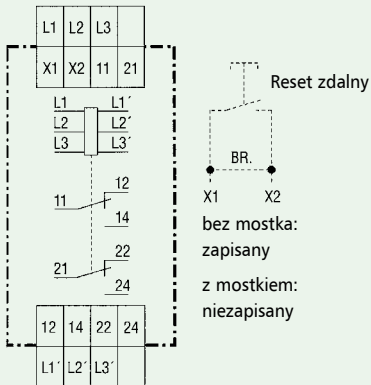 L1 L2 L3
X1 X2 11 21
L1 L1´
L2 L2´
L3 L3´
12
11
14
22
21
24
12 14 22 24
L1´ L2´ L3´
Reset zdalny
BR.
X1 X2
bez mostka:
zapisany
z mostkiem:
niezapisany